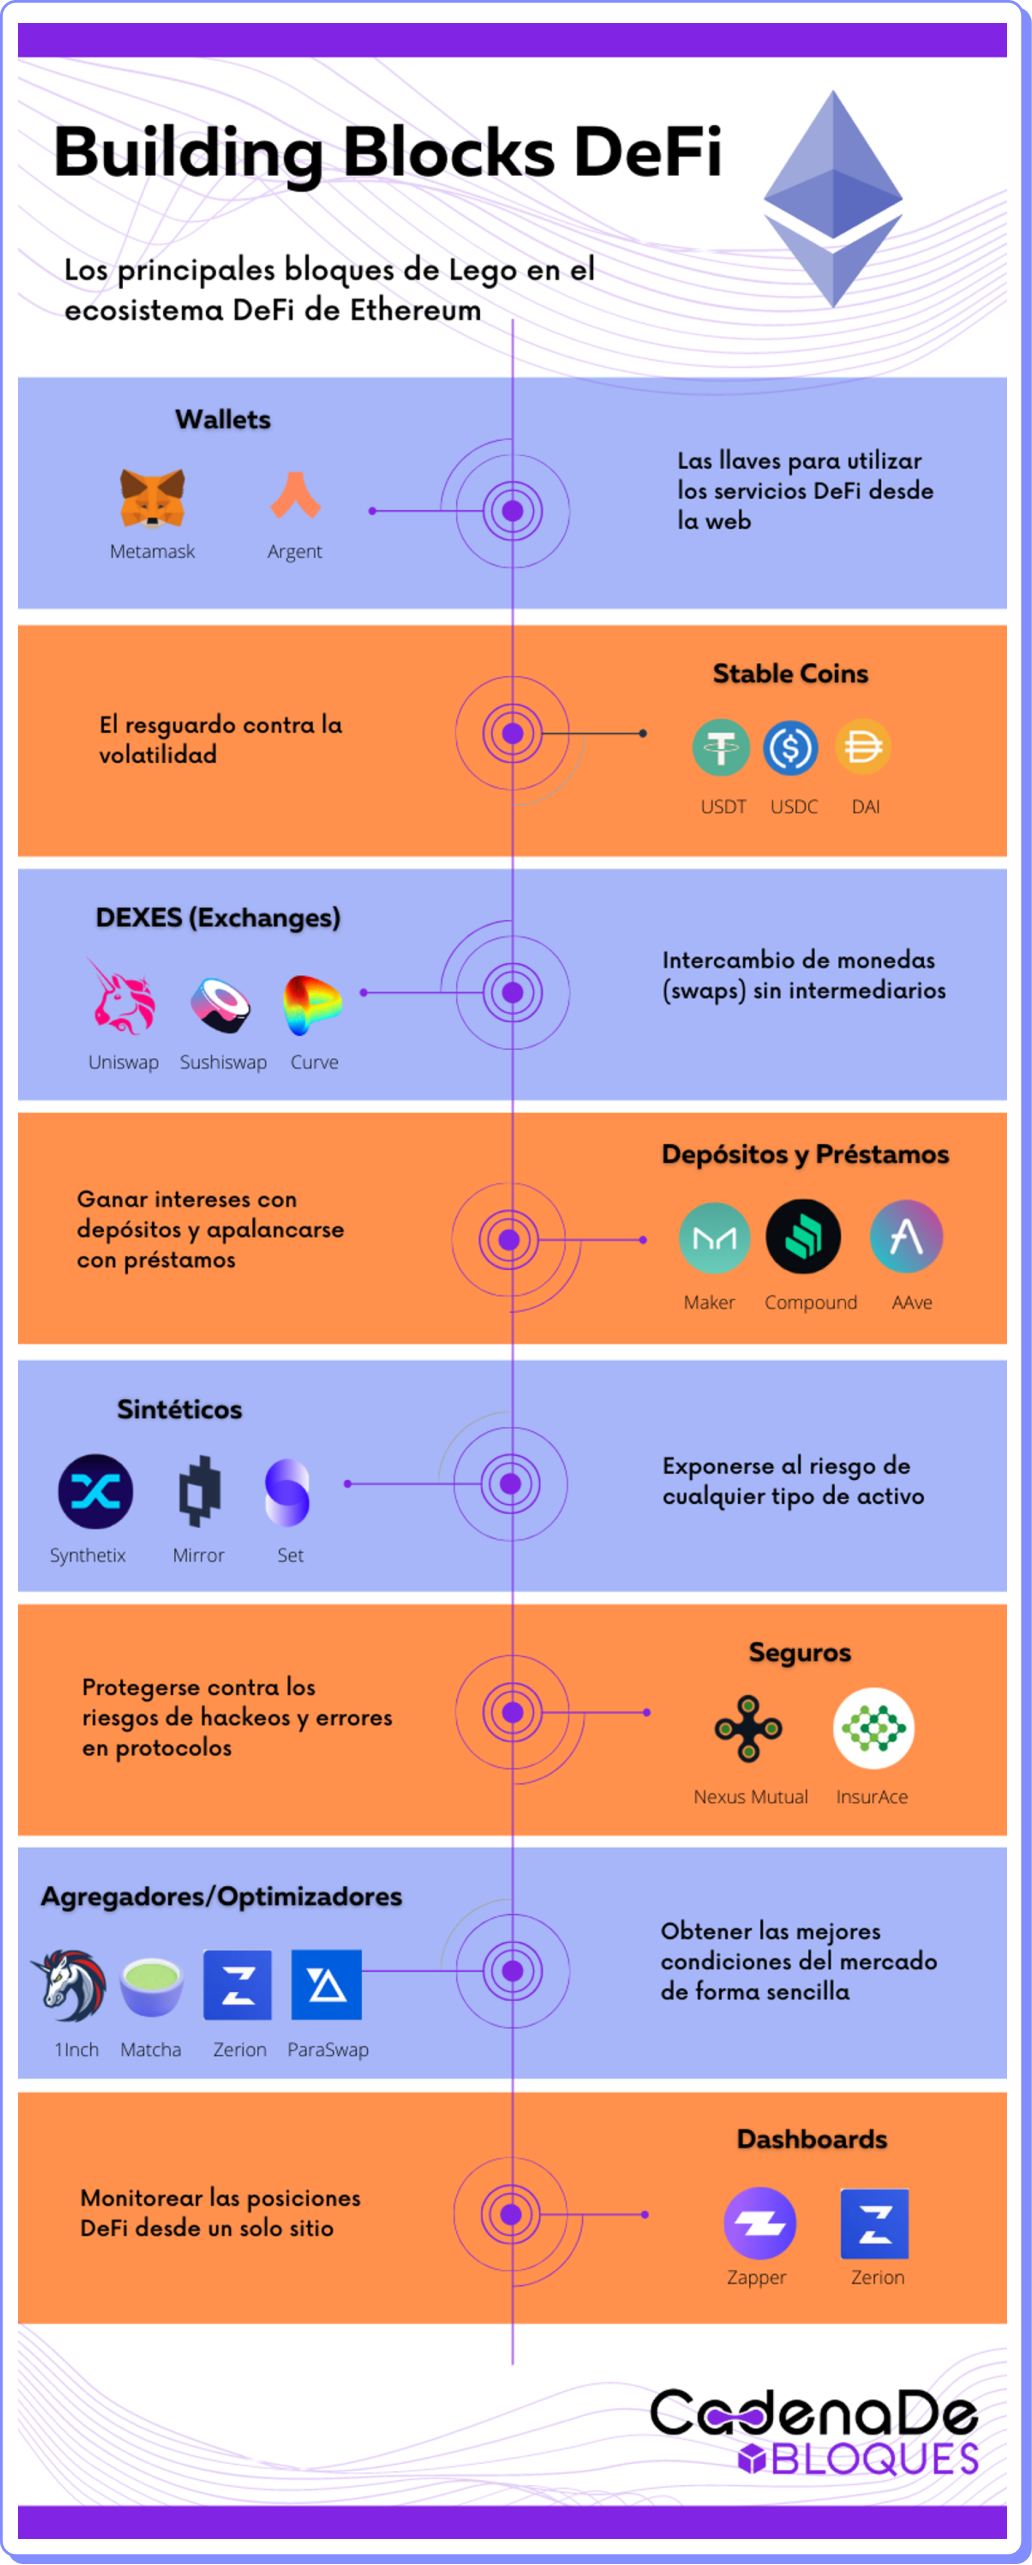 Building Blocks DeFi
Los principales bloques de Lego en el
ecosistema DeFi de Ethereum
Wallets
Metamask
Argent
Las llaves para utilizar
los servicios DeFi desde
la web
El resguardo contra la
volatilidad
Stable Coins
USDT
USDC
DAI
DEXES (Exchanges)
Uniswap
Sushiswap
Curve
Intercambio de monedas
(swaps) sin intermediarios
Ganar intereses con
depósitos y apalancarse
con préstamos
Depósitos y Préstamos
Maker
Compound
AAve
Sintéticos
Synthetix
Mirror
Set
Exponerse al riesgo de
cualquier tipo de activo
Protegerse contra los
riesgos de hackeos y errores
en protocolos
Seguros
Nexus Mutual
InsurAce
Agregadores/Optimizadores
1Inch
Matcha
Zerion
ParaSwap
Obtener las mejores
condiciones del mercado
de forma sencilla
Monitorear las posiciones
DeFi desde un solo sitio
Dashboards
Zapper
Zerion
CadenaDe
BLOQUES